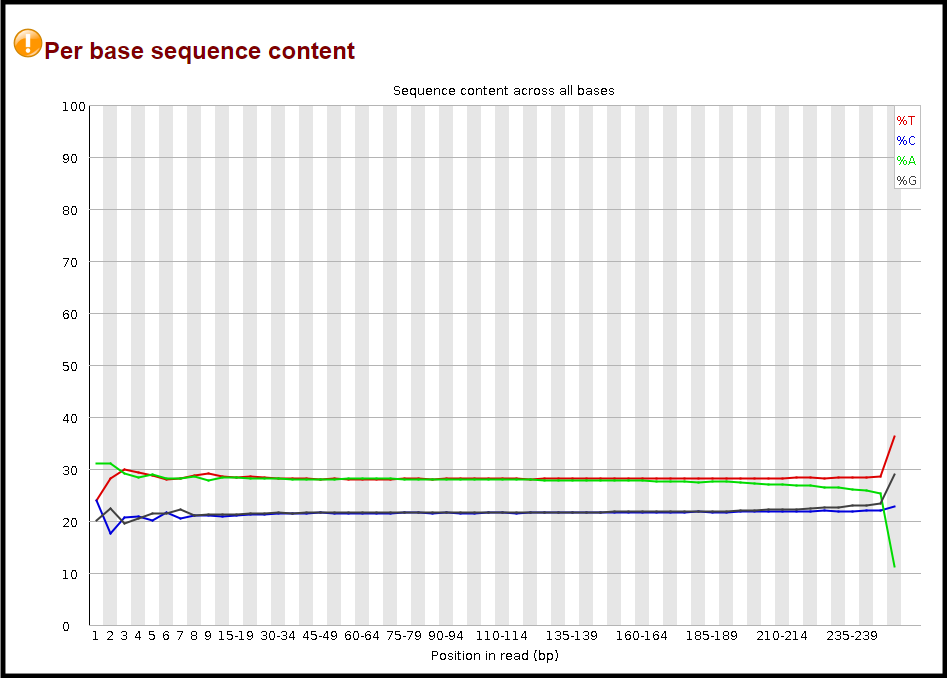 !
Per base sequence content
Sequence content across all bases
100
90
80
70
60
50
40
30
20
10
0
%T
%C
%A
%G
1 2 3 4 5 6 7 8 9 15-19 30-34 45-49 60-64 75-79 90-94 110-114 135-139 160-164 185-189 210-214 235-239
Position in read (bp)